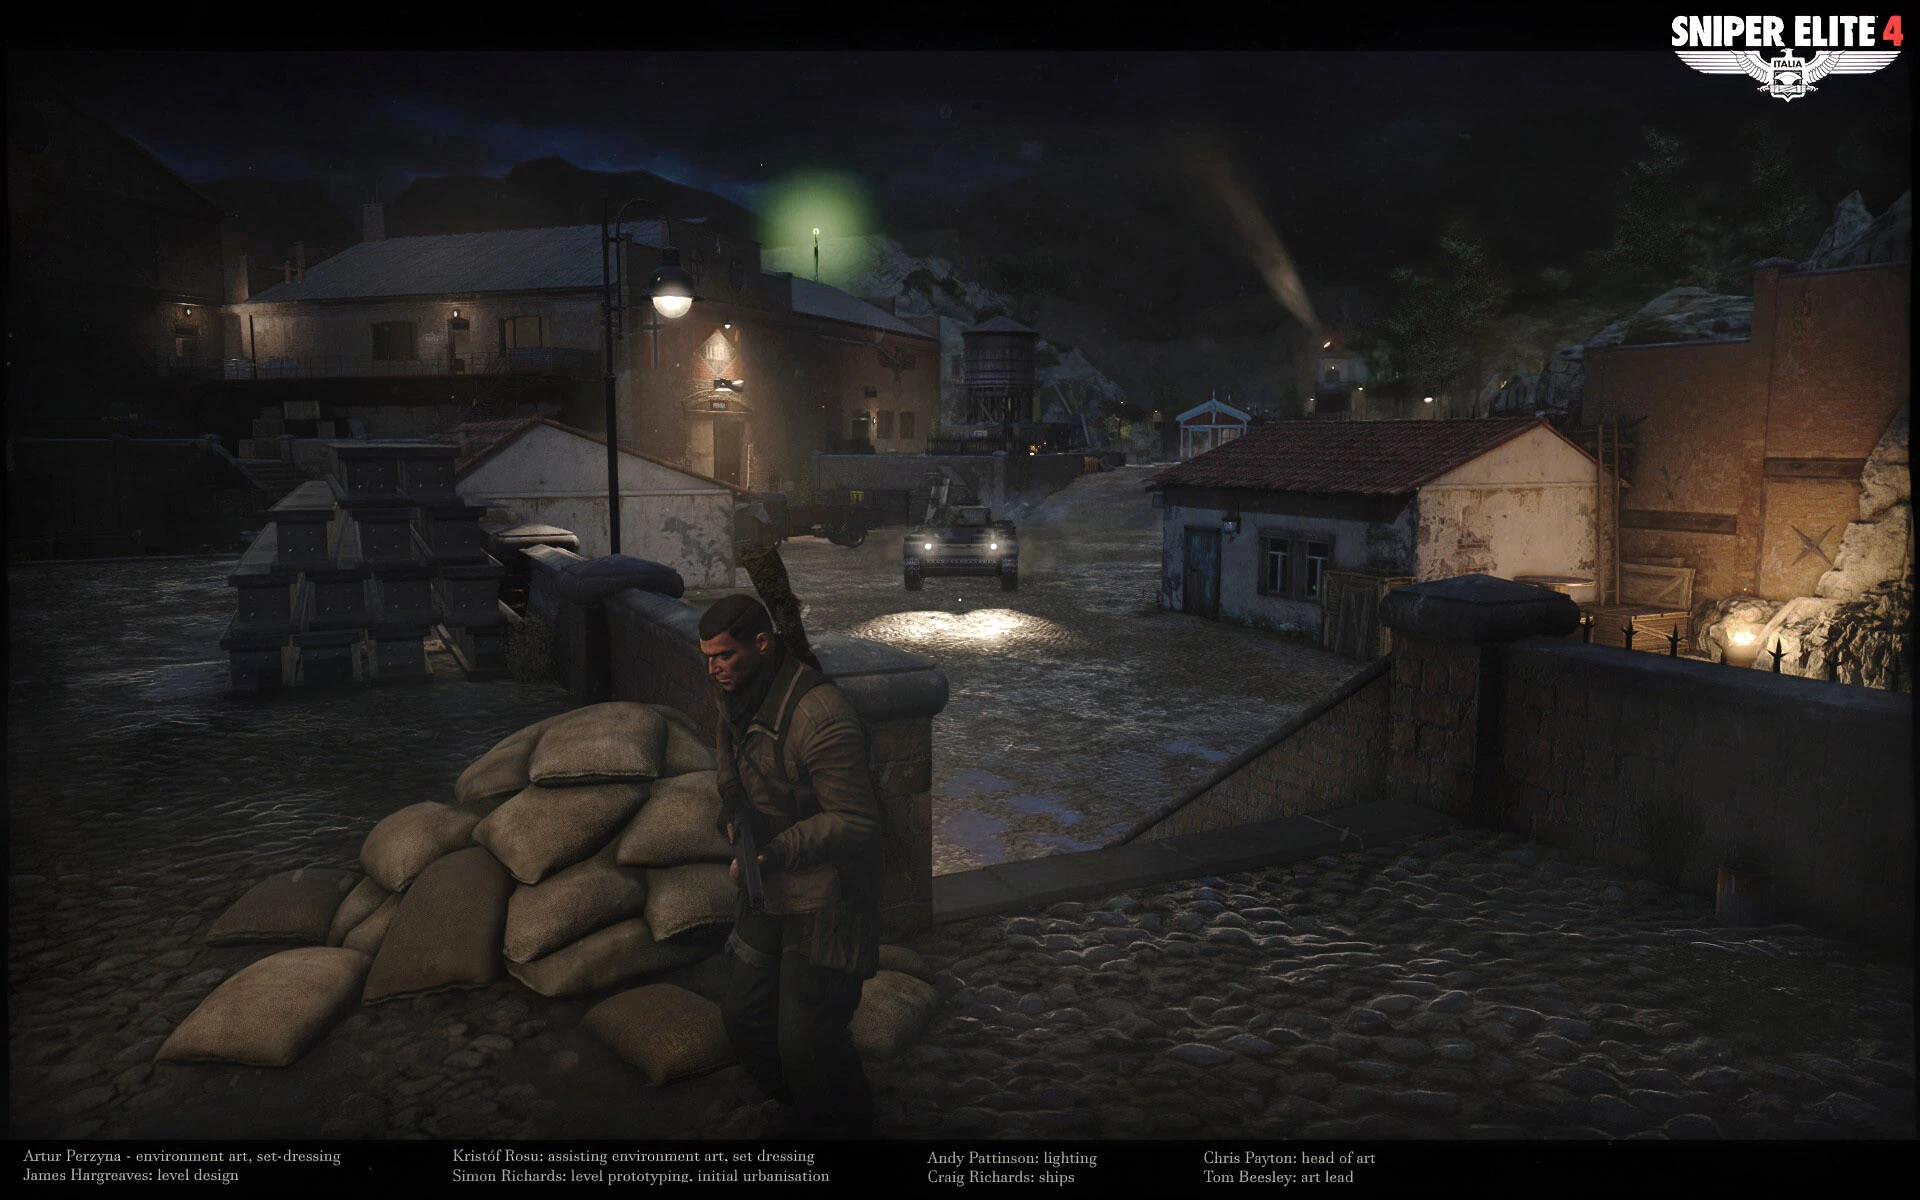 SNIPER ELITE 4
ITALIA
Artur Perzyna - environment art, set-dressing
James Hargreaves: level design
Kristóf Rosu: assisting environment art, set dressing
Simon Richards: level prototyping, initial urbanisation
Andy Pattinson: lighting
Craig Richards: ships
Chris Payton: head of art
Tom Beesley: art lead